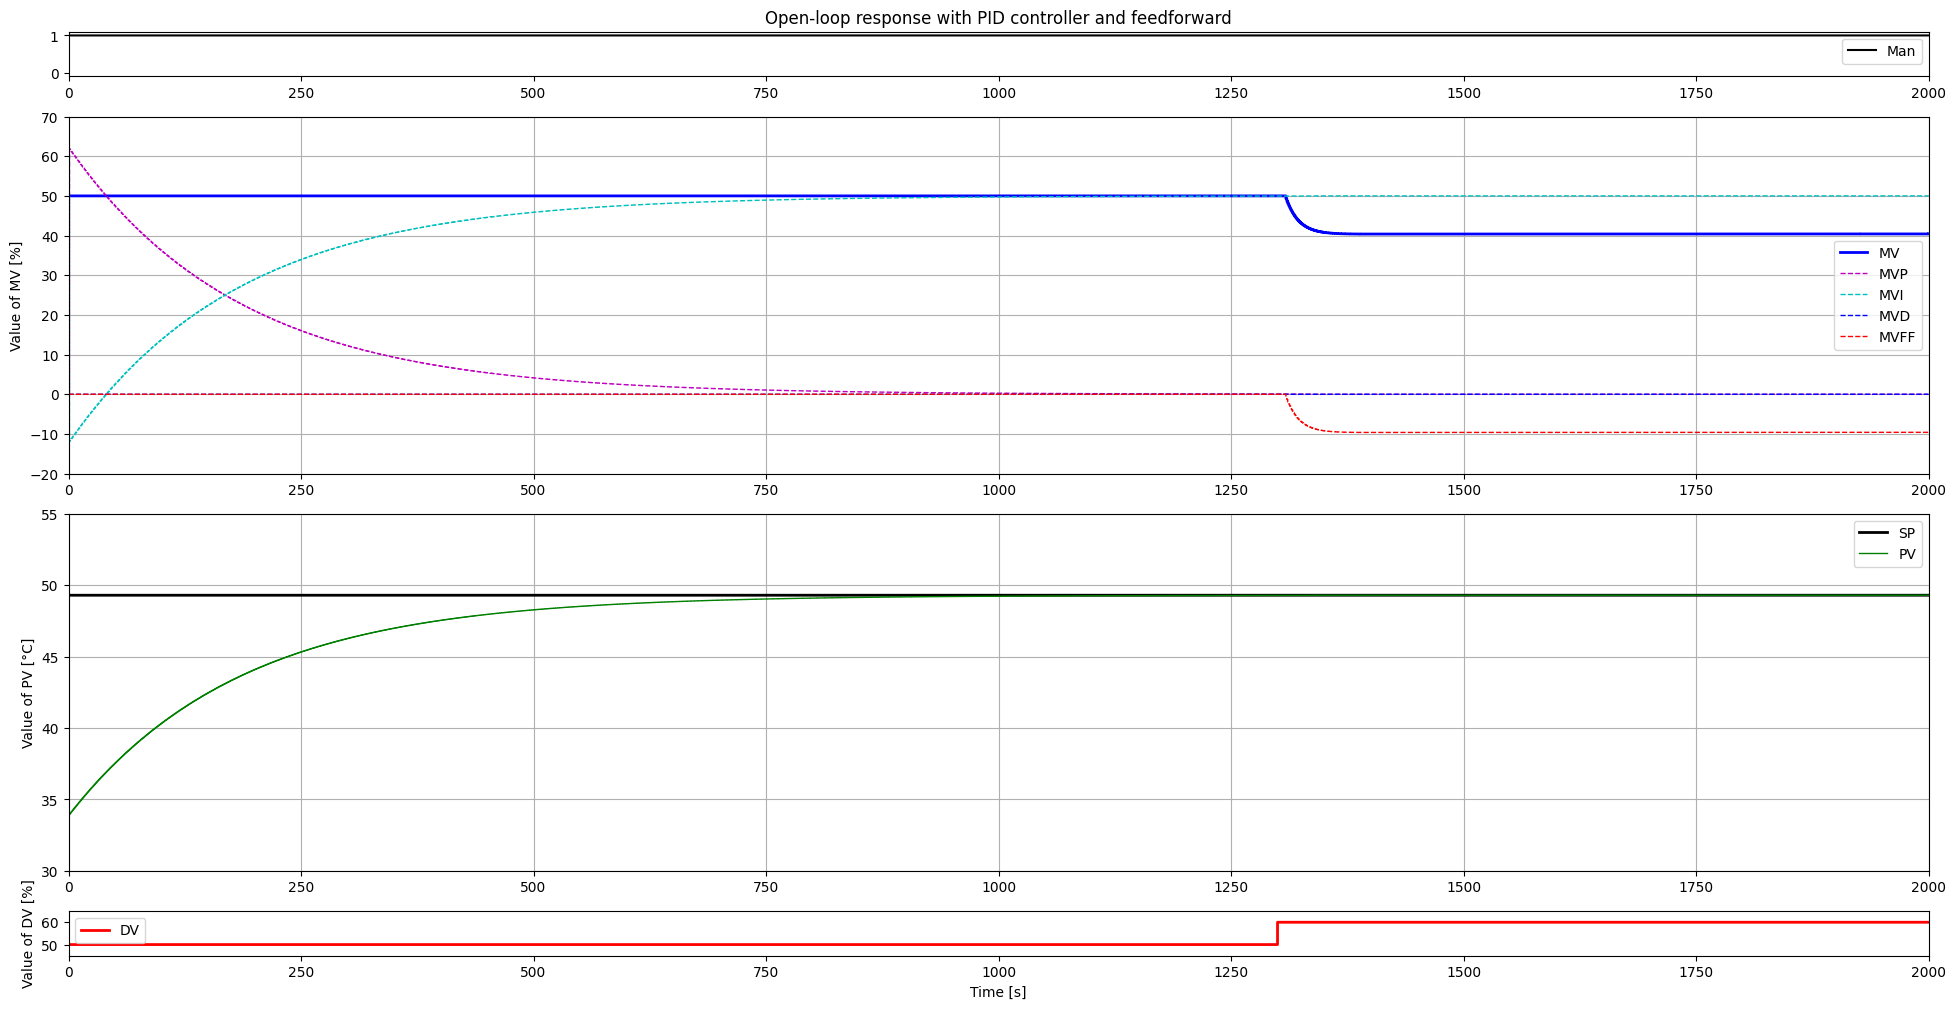 Open-loop response with PID controller and feedforward
1
0
Man
0 250 500 750 1000 1250 1500 1750 2000
Value of MV [%]
70
60
50
40
30
20
10
0
−10
−20
MV
MVP
MVI
MVD
MVFF
0 250 500 750 1000 1250 1500 1750 2000
Value of PV [°C]
55
50
45
40
35
30
SP
PV
0 250 500 750 1000 1250 1500 1750 2000
Value of DV [%]
60
50
DV
0 250 500 750 1000 1250 1500 1750 2000
Time [s]